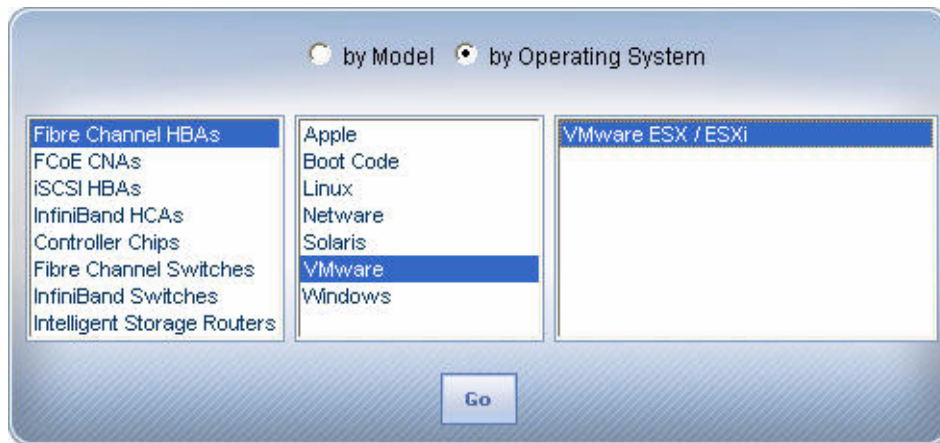 by Model by Operating System
Fibre Channel HBAs
FCoE CNAs
iSCSI HBAs
InfiniBand HCAs
Controller Chips
Fibre Channel Switches
InfiniBand Switches
Intelligent Storage Routers
Apple
Boot Code
Linux
Netware
Solaris
VMware
Windows
VMware ESX / ESXi
Go